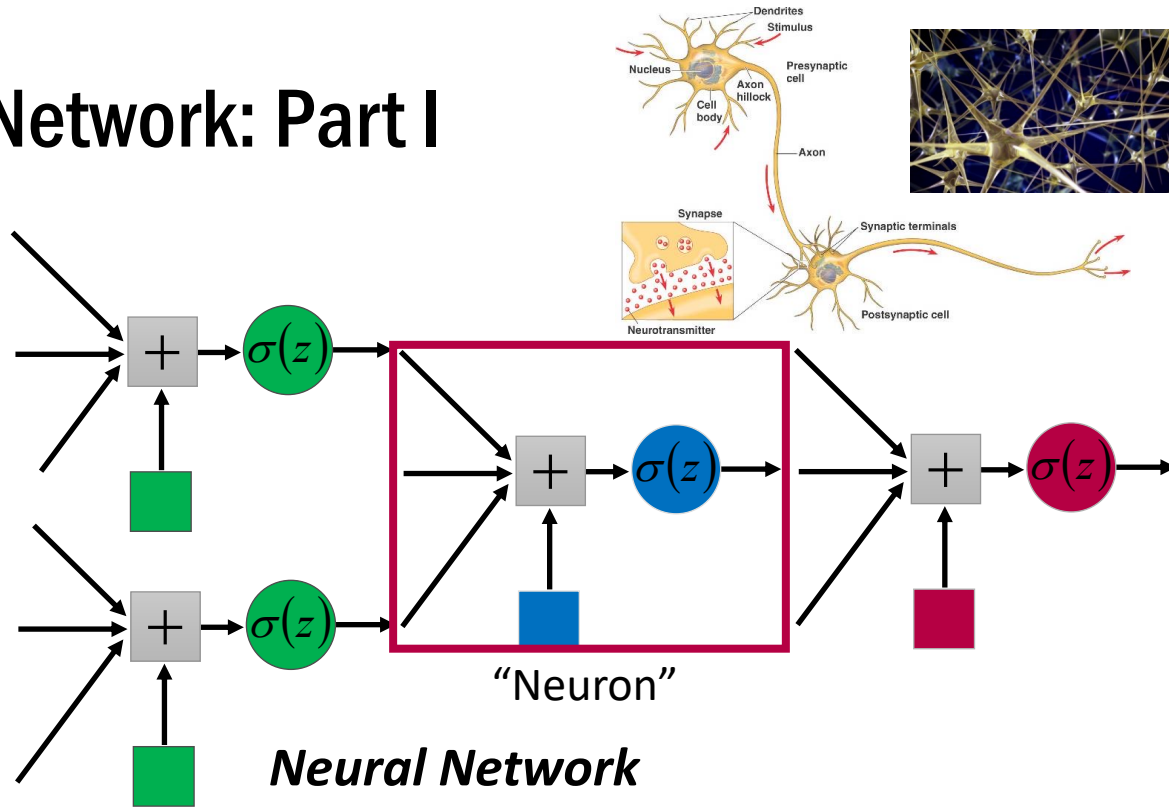 Network: Part I
Dendrites
Stimulus
Nucleus
Presynaptic
cell
Axon
hillock
Cell
body
Axon
Synapse
Synaptic terminals
Neurotransmitter
Postsynaptic cell
+
σ(z)
+
σ(z)
+
σ(z)
+
σ(z)
“Neuron”
Neural Network